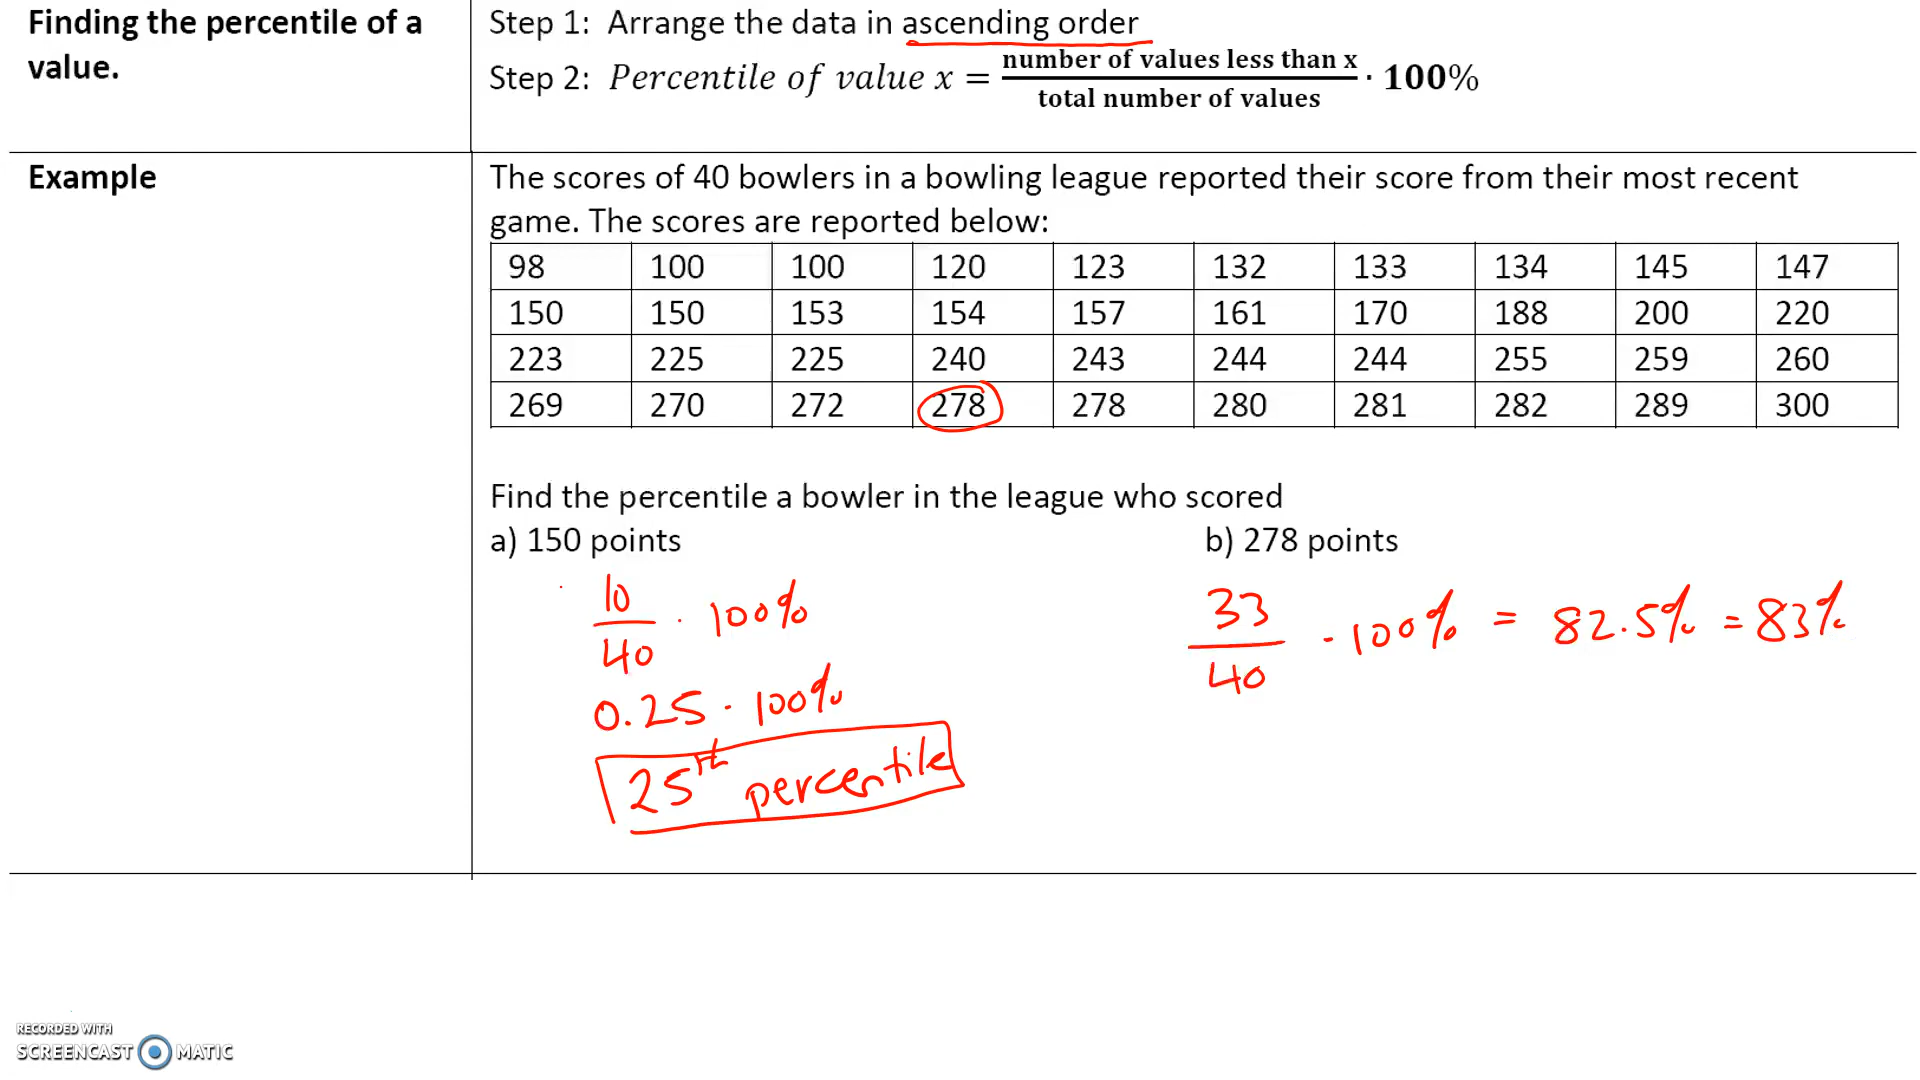 Finding the percentile of a
value.
Step 1: Arrange the data in ascending order
Step 2: Percentile of value x = number of values less than x / total number of values · 100%
Example
The scores of 40 bowlers in a bowling league reported their score from their most recent
game. The scores are reported below:
98 100 100 120 123 132 133 134 145 147
150 150 153 154 157 161 170 188 200 220
223 225 225 240 243 244 244 255 259 260
269 270 272 278 278 280 281 282 289 300
Find the percentile a bowler in the league who scored
a) 150 points
10/40 · 100%
0.25 · 100%
25th percentile
b) 278 points
33/40 · 100% = 82.5% = 83%
RECORDED WITH
SCREENCAST MATIC